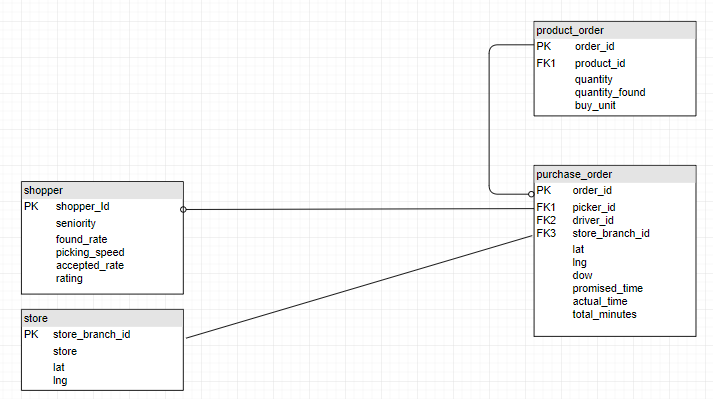 product_order
PK order_id
FK1 product_id
quantity
quantity_found
buy_unit
shopper
PK shopper_Id
seniority
found_rate
picking_speed
accepted_rate
rating
purchase_order
PK order_id
FK1 picker_id
FK2 driver_id
FK3 store_branch_id
lat
lng
dow
promised_time
actual_time
total_minutes
store
PK store_branch_id
store
lat
lng